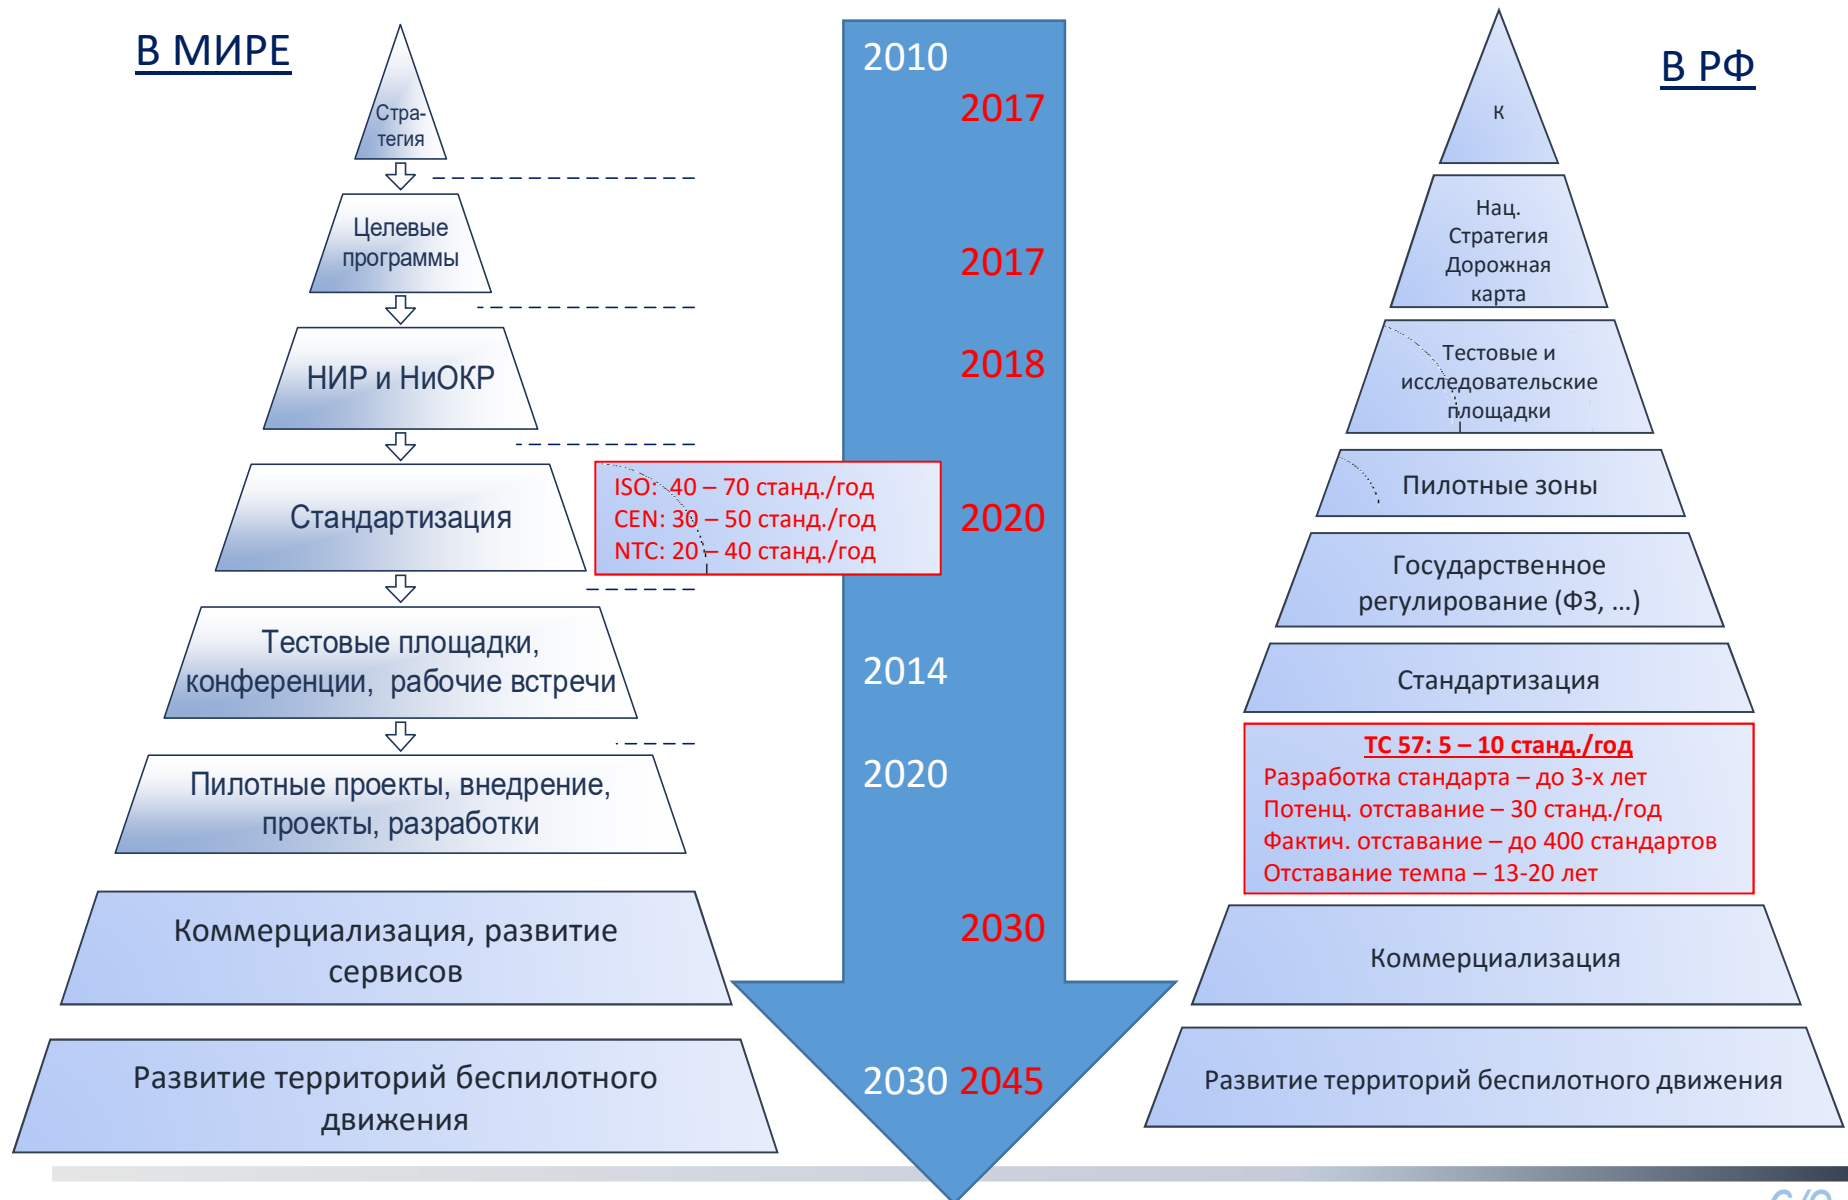 В МИРЕ
Стра-
тегия
Целевые
программы
НИР и НиОКР
Стандартизация
ISO: 40 – 70 станд./год
CEN: 30 – 50 станд./год
NTC: 20 – 40 станд./год
Тестовые площадки,
конференции, рабочие встречи
Пилотные проекты, внедрение,
проекты, разработки
Коммерциализация, развитие
сервисов
Развитие территорий беспилотного
движения
2010
2017
2017
2018
2020
2014
2020
2030
2030 2045
В РФ
К
Нац.
Стратегия
Дорожная
карта
Тестовые и
исследовательские
площадки
Пилотные зоны
Государственное
регулирование (ФЗ, ...)
Стандартизация
ТС 57: 5 – 10 станд./год
Разработка стандарта – до 3-х лет
Потенц. отставание – 30 станд./год
Фактич. отставание – до 400 стандартов
Отставание темпа – 13-20 лет
Коммерциализация
Развитие территорий беспилотного движения